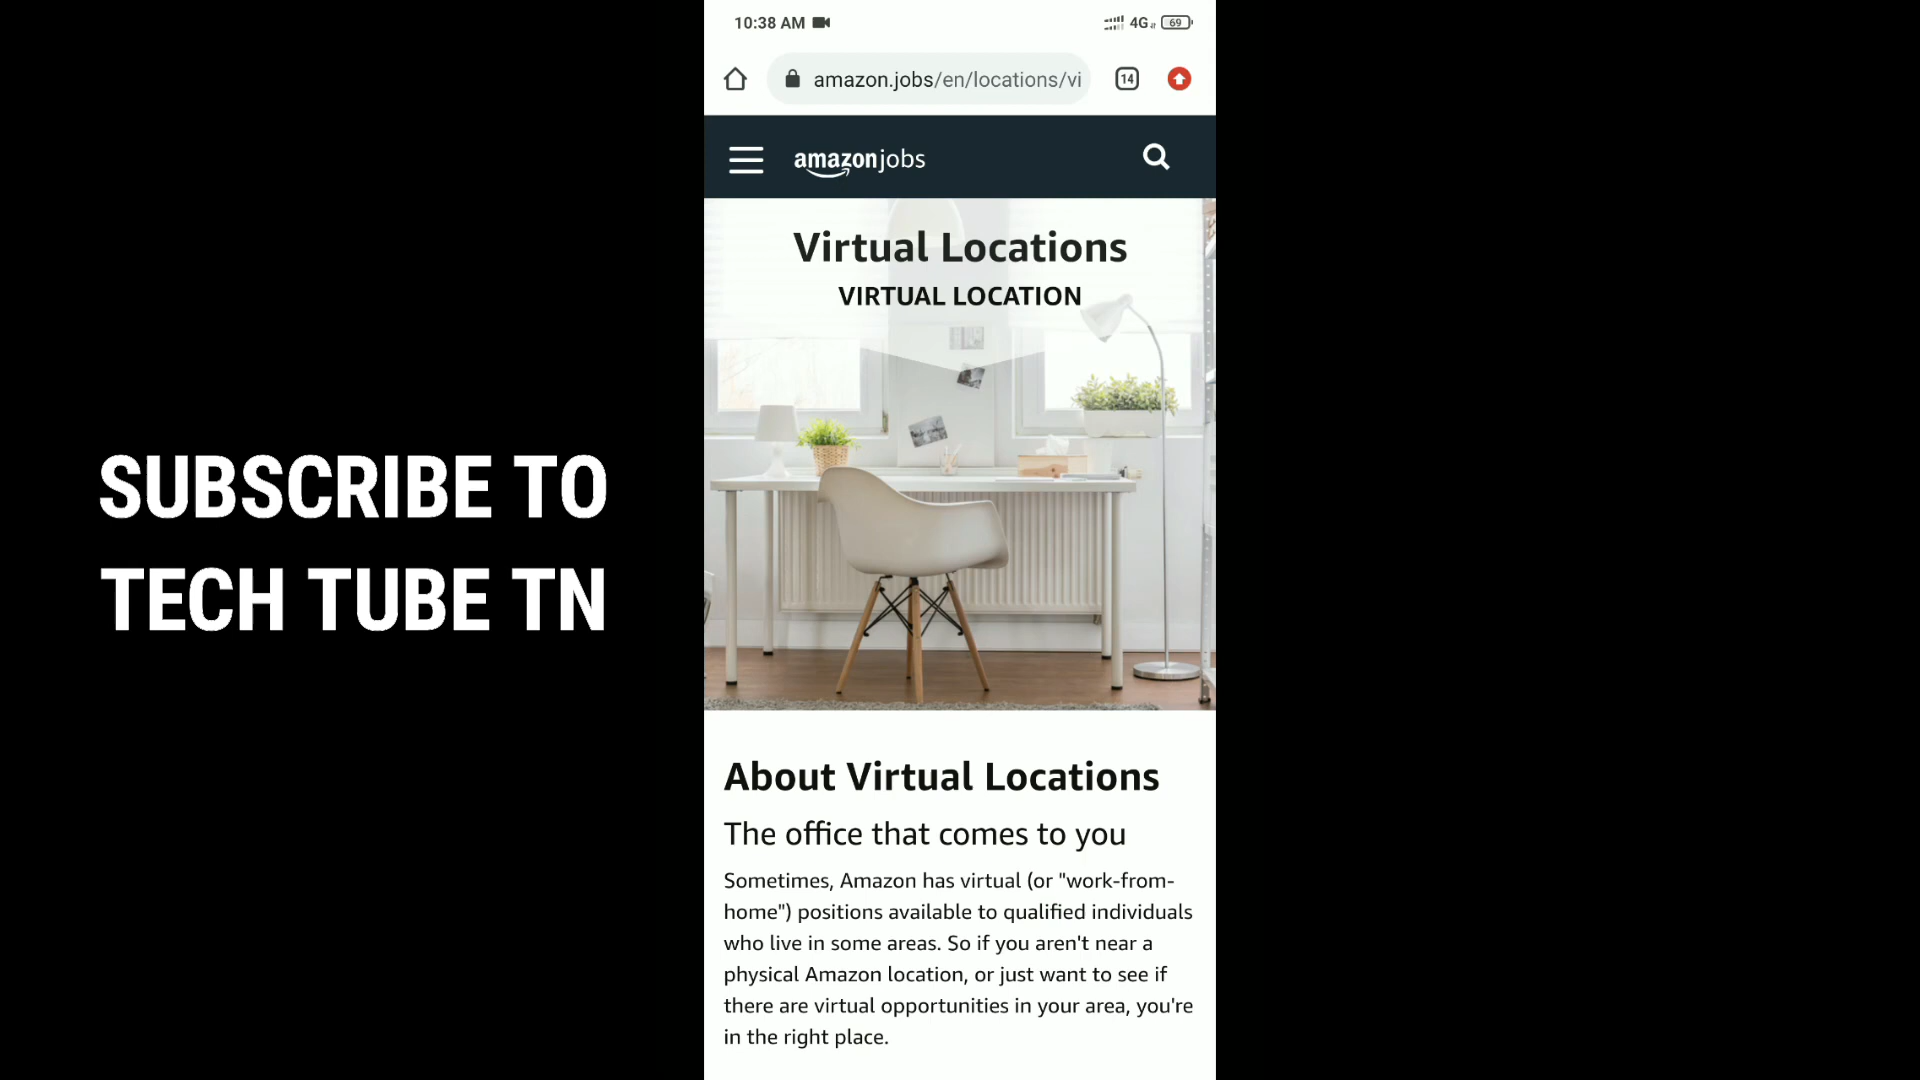 SUBSCRIBE TO
TECH TUBE TN
10:38 AM
4G
69
amazon.jobs/en/locations/vi
14
amazonjobs
Virtual Locations
VIRTUAL LOCATION
About Virtual Locations
The office that comes to you
Sometimes, Amazon has virtual (or "work-from-
home") positions available to qualified individuals
who live in some areas. So if you aren't near a
physical Amazon location, or just want to see if
there are virtual opportunities in your area, you're
in the right place.